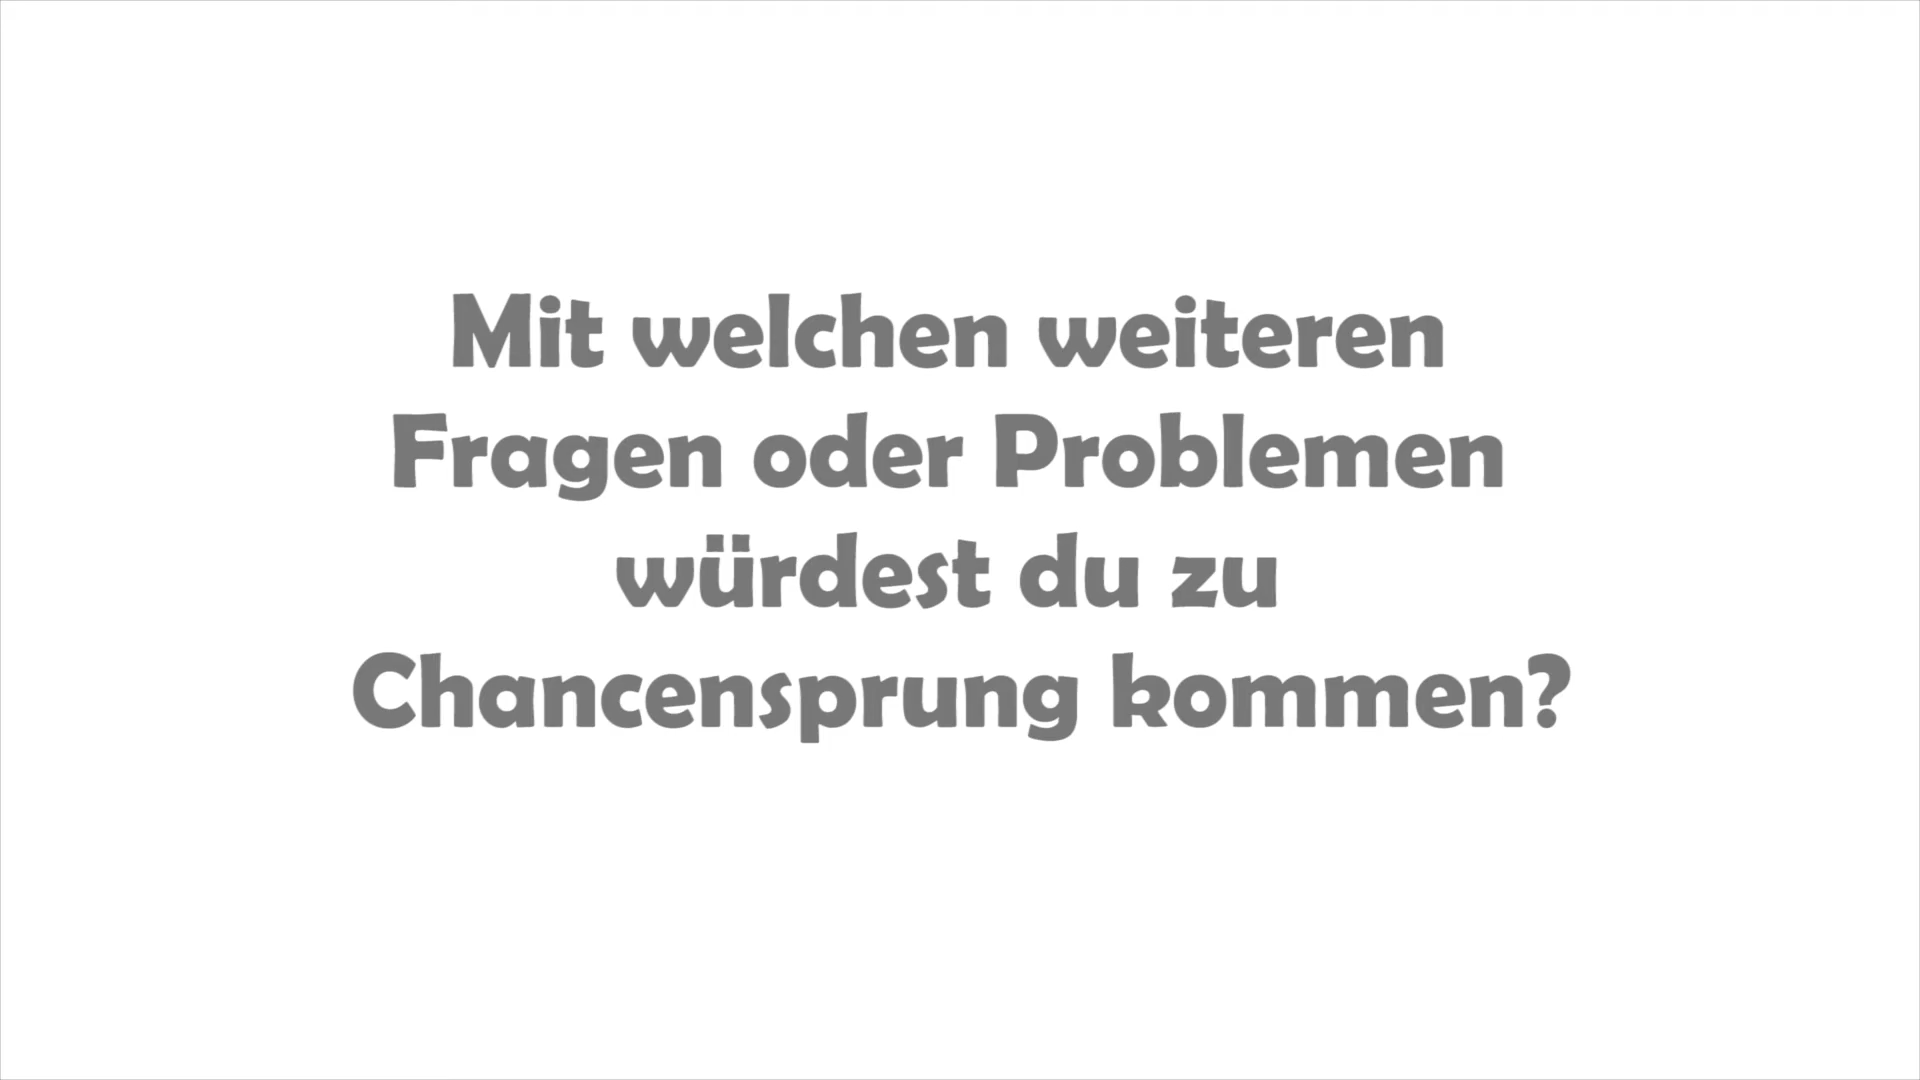 Mit welchen weiteren
Fragen oder Problemen
würdest du zu
Chancensprung kommen?